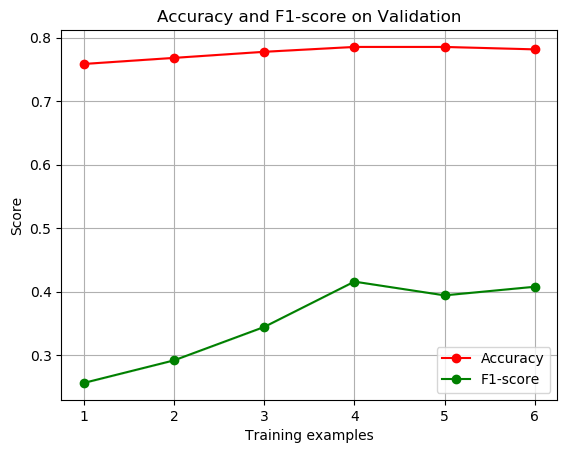 Accuracy and F1-score on Validation
0.8
0.7
0.6
0.5
0.4
0.3
Score
1 2 3 4 5 6
Training examples
Accuracy
F1-score